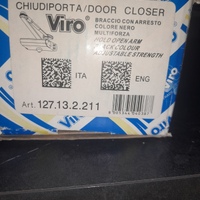 CHIUDIPORTA/DOOR CLOSER
Viro
BRACCIO CON ARRESTO
COLORE NERO
MULTIFORZA
HOLD OPEN ARM
BLACK COLOUR
ADJUSTABLE STRENGTH
ITA
ENG
Art. 127.13.2.211